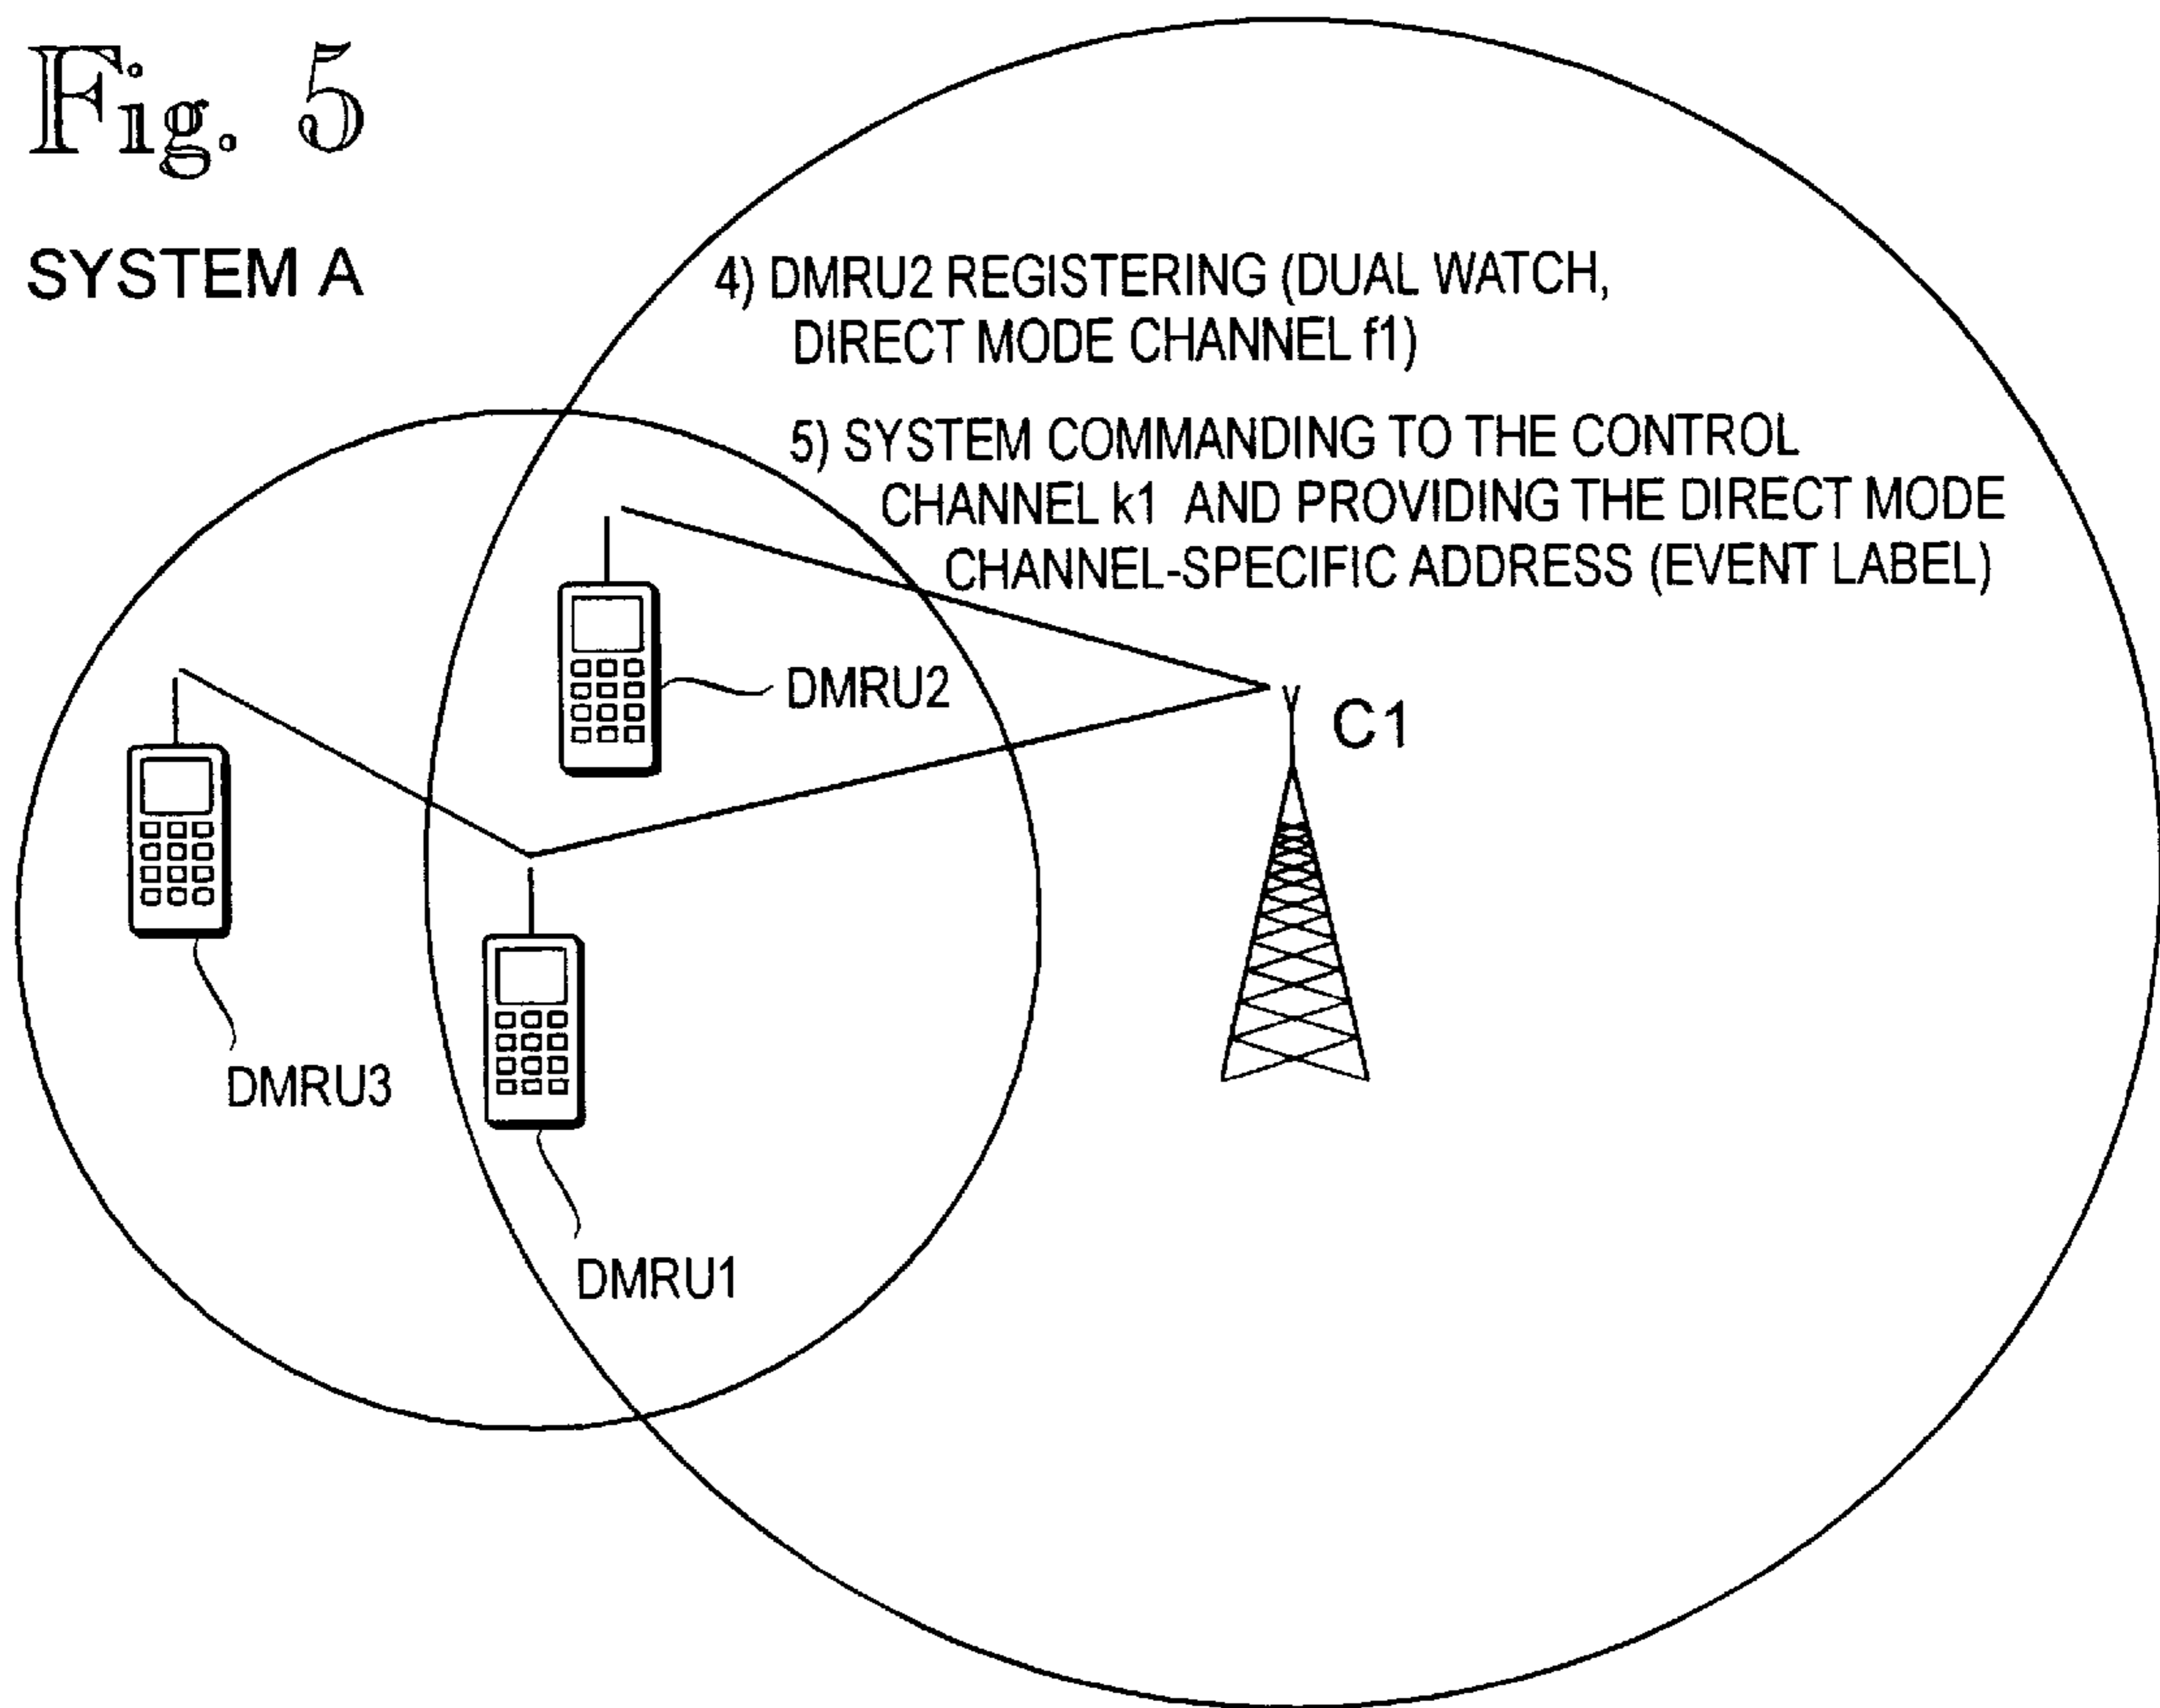 Fig. 5
SYSTEM A
4) DMRU2 REGISTERING (DUAL WATCH,
DIRECT MODE CHANNEL f1)
5) SYSTEM COMMANDING TO THE CONTROL
CHANNEL k1 AND PROVIDING THE DIRECT MODE
CHANNEL-SPECIFIC ADDRESS (EVENT LABEL)
DMRU2
C1
DMRU3
DMRU1